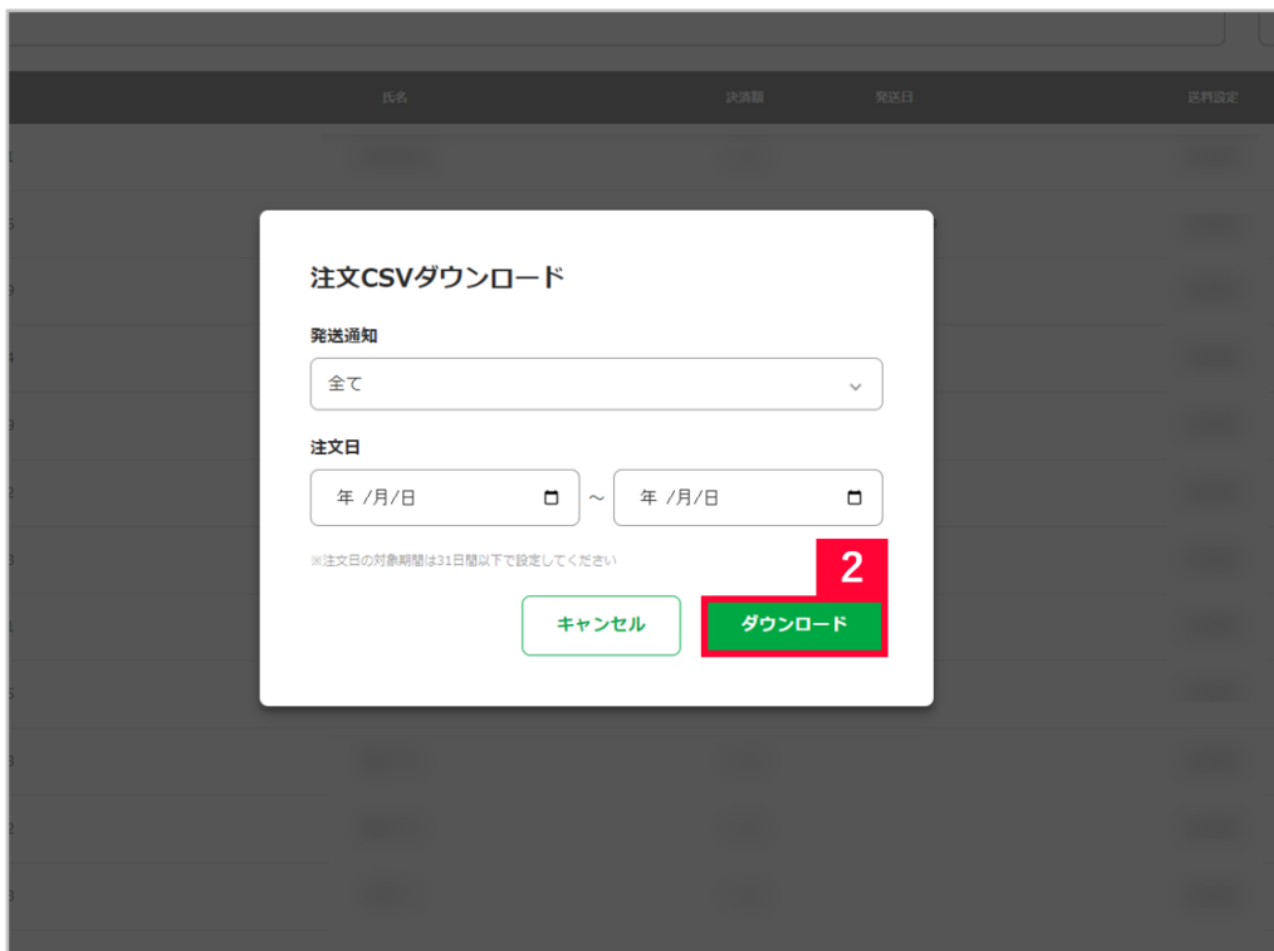 氏名 決済額 発送日 送料設定
注文CSVダウンロード
発送通知
全て
注文日
年 /月/日 ～ 年 /月/日
※注文日の対象期間は31日間以下で設定してください
2
キャンセル ダウンロード